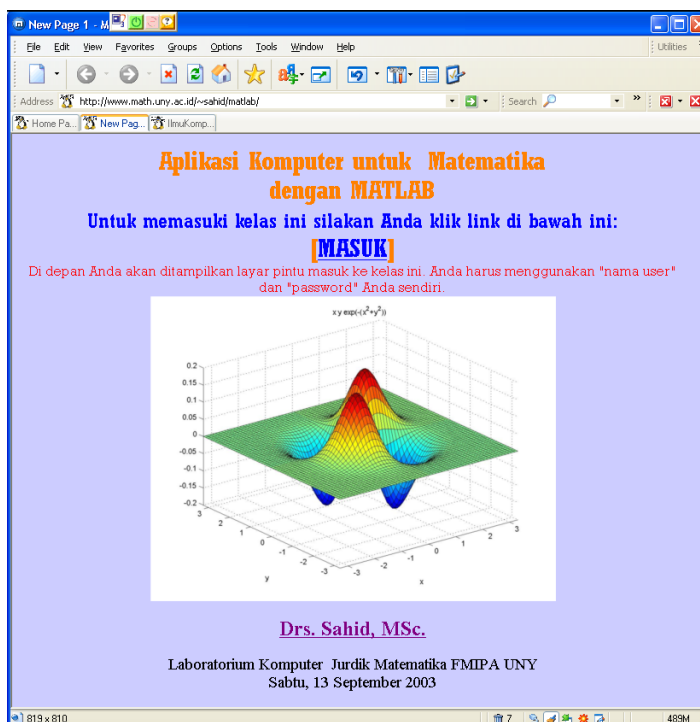 New Page 1 - M
File Edit View Favorites Groups Options Tools Window Help
Utilities
Address http://www.math.uny.ac.id/~sahid/matlab/
Search
Home Pa... New Pag... IlmuKomp...
Aplikasi Komputer untuk Matematika
dengan MATLAB
Untuk memasuki kelas ini silakan Anda klik link di bawah ini:
[MASUK]
Di depan Anda akan ditampilkan layar pintu masuk ke kelas ini. Anda harus menggunakan "nama user"
dan "password" Anda sendiri.
x y exp(-(x²+y²))
0.2
0.15
0.1
0.05
0
-0.05
-0.1
-0.15
-0.2
3 2 1 0 -1 -2 -3
y
-3 -2 -1 0 1 2 3
x
Drs. Sahid, MSc.
Laboratorium Komputer Jurdik Matematika FMIPA UNY
Sabtu, 13 September 2003
819 x 810
7
489M